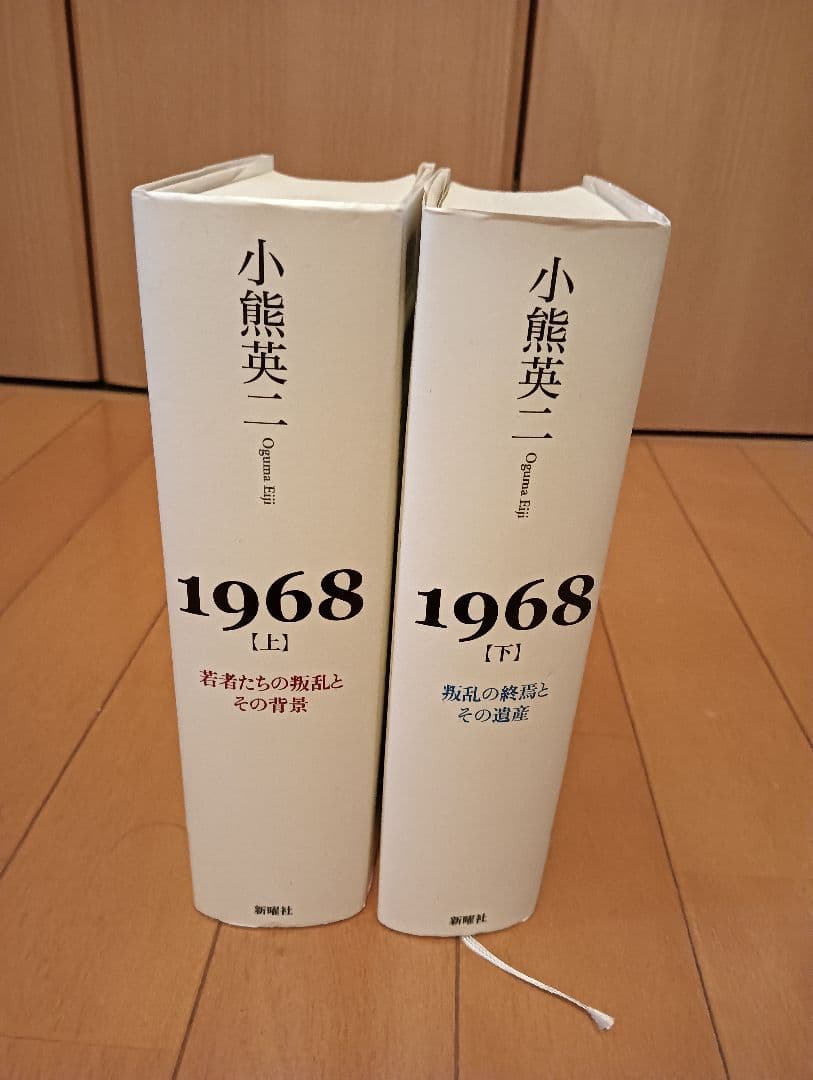 小熊英二
Oguma Eiji
1968
【上】
若者たちの叛乱と
その背景
新曜社
小熊英二
Oguma Eiji
1968
【下】
叛乱の終焉と
その遺産
新曜社